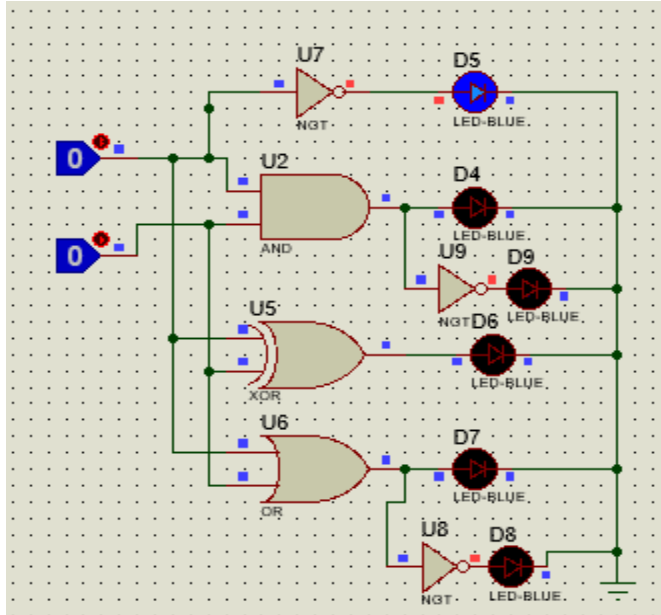 U7
D5
NGT
LED-BLUE
0
U2
D4
AND
LED-BLUE
0
U9
D9
NGT
LED-BLUE
U5
D6
XOR
LED-BLUE
U6
D7
OR
LED-BLUE
U8
D8
NGT
LED-BLUE